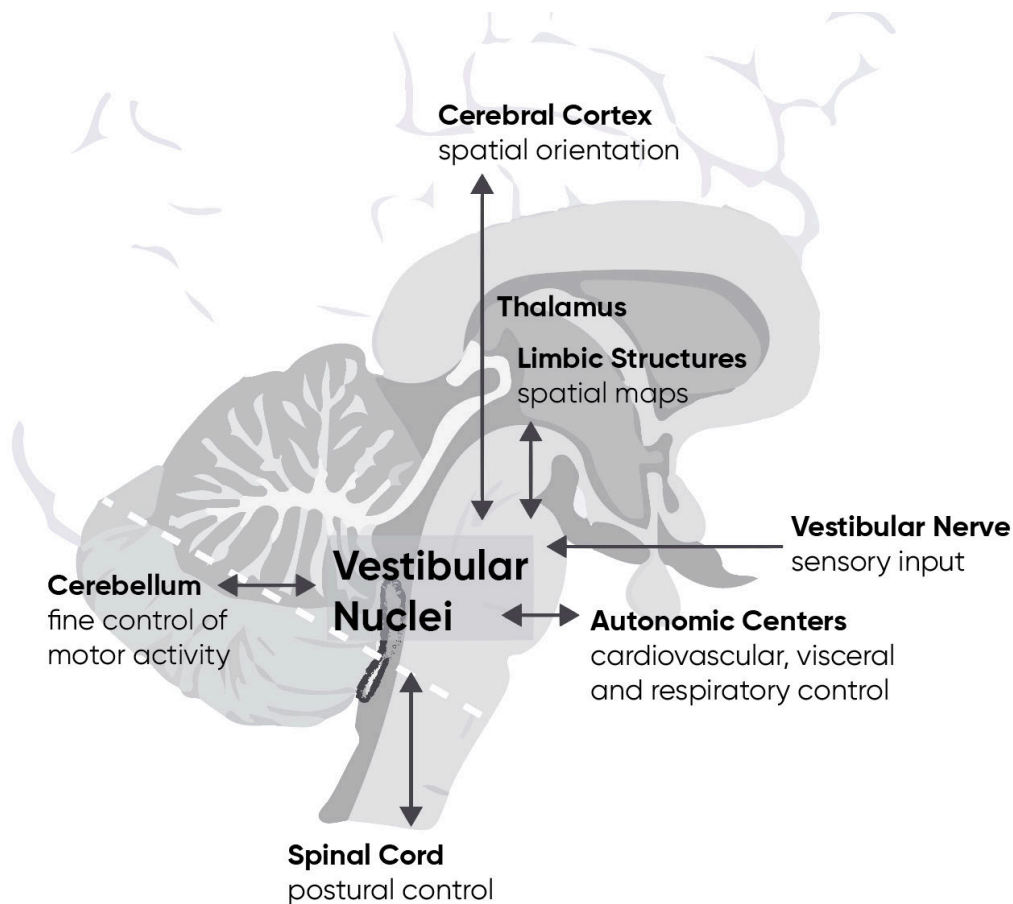 Cerebral Cortex
spatial orientation
Thalamus
Limbic Structures
spatial maps
Vestibular Nerve
sensory input
Vestibular
Nuclei
Cerebellum
fine control of
motor activity
Autonomic Centers
cardiovascular, visceral
and respiratory control
Spinal Cord
postural control